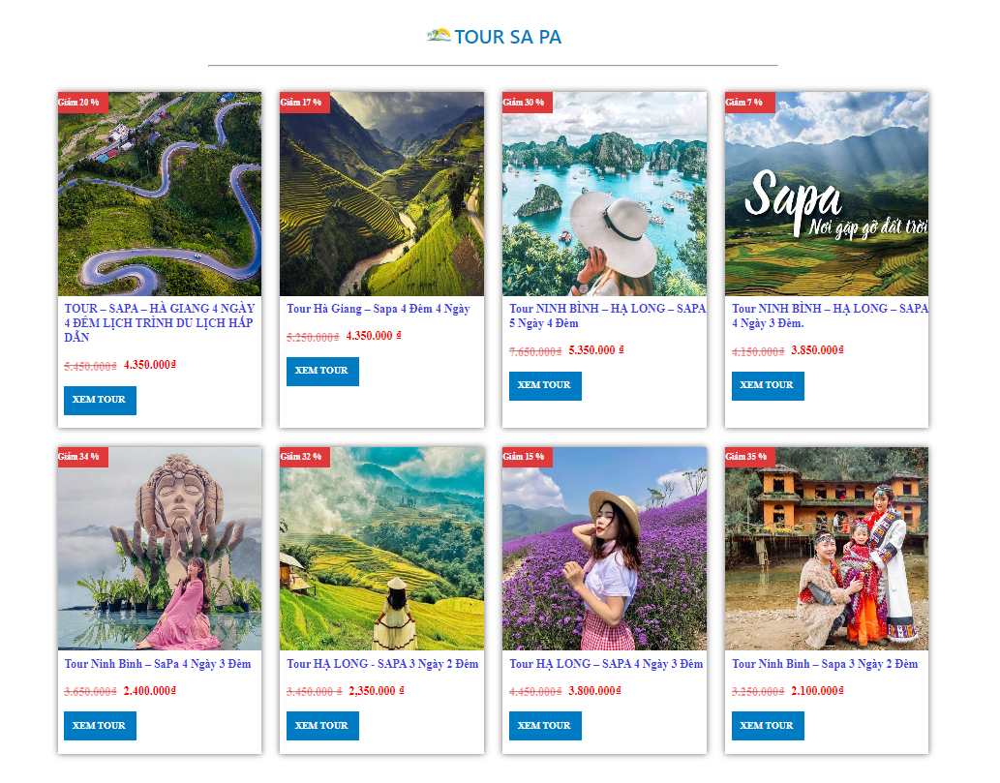 TOUR SA PA
Giảm 20 %
TOUR – SAPA – HÀ GIANG 4 NGÀY
4 ĐÊM LỊCH TRÌNH DU LỊCH HẤP
DẪN
5.450.000₫ 4.350.000₫
XEM TOUR
Giảm 17 %
Tour Hà Giang – Sapa 4 Đêm 4 Ngày
5.250.000₫ 4.350.000 ₫
XEM TOUR
Giảm 30 %
Tour NINH BÌNH – HẠ LONG – SAPA
5 Ngày 4 Đêm
7.650.000₫ 5.350.000 ₫
XEM TOUR
Giảm 7 %
Sapa
Nơi gặp gỡ đất trời
Tour NINH BÌNH – HẠ LONG – SAPA
4 Ngày 3 Đêm.
4.150.000₫ 3.850.000₫
XEM TOUR
Giảm 34 %
Tour Ninh Bình – SaPa 4 Ngày 3 Đêm
3.650.000₫ 2.400.000₫
XEM TOUR
Giảm 32 %
Tour HẠ LONG - SAPA 3 Ngày 2 Đêm
3.450.000 ₫ 2,350.000 ₫
XEM TOUR
Giảm 15 %
Tour HẠ LONG – SAPA 4 Ngày 3 Đêm
4.450.000₫ 3.800.000₫
XEM TOUR
Giảm 35 %
Tour Ninh Bình – Sapa 3 Ngày 2 Đêm
3.250.000₫ 2.100.000₫
XEM TOUR